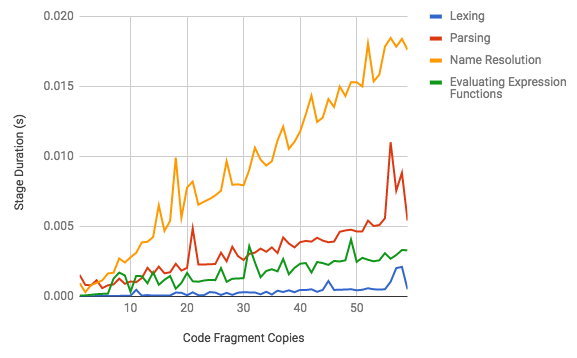 0.020
0.015
0.010
0.005
0.000
Stage Duration (s)
10
20
30
40
50
Code Fragment Copies
Lexing
Parsing
Name Resolution
Evaluating Expression
Functions